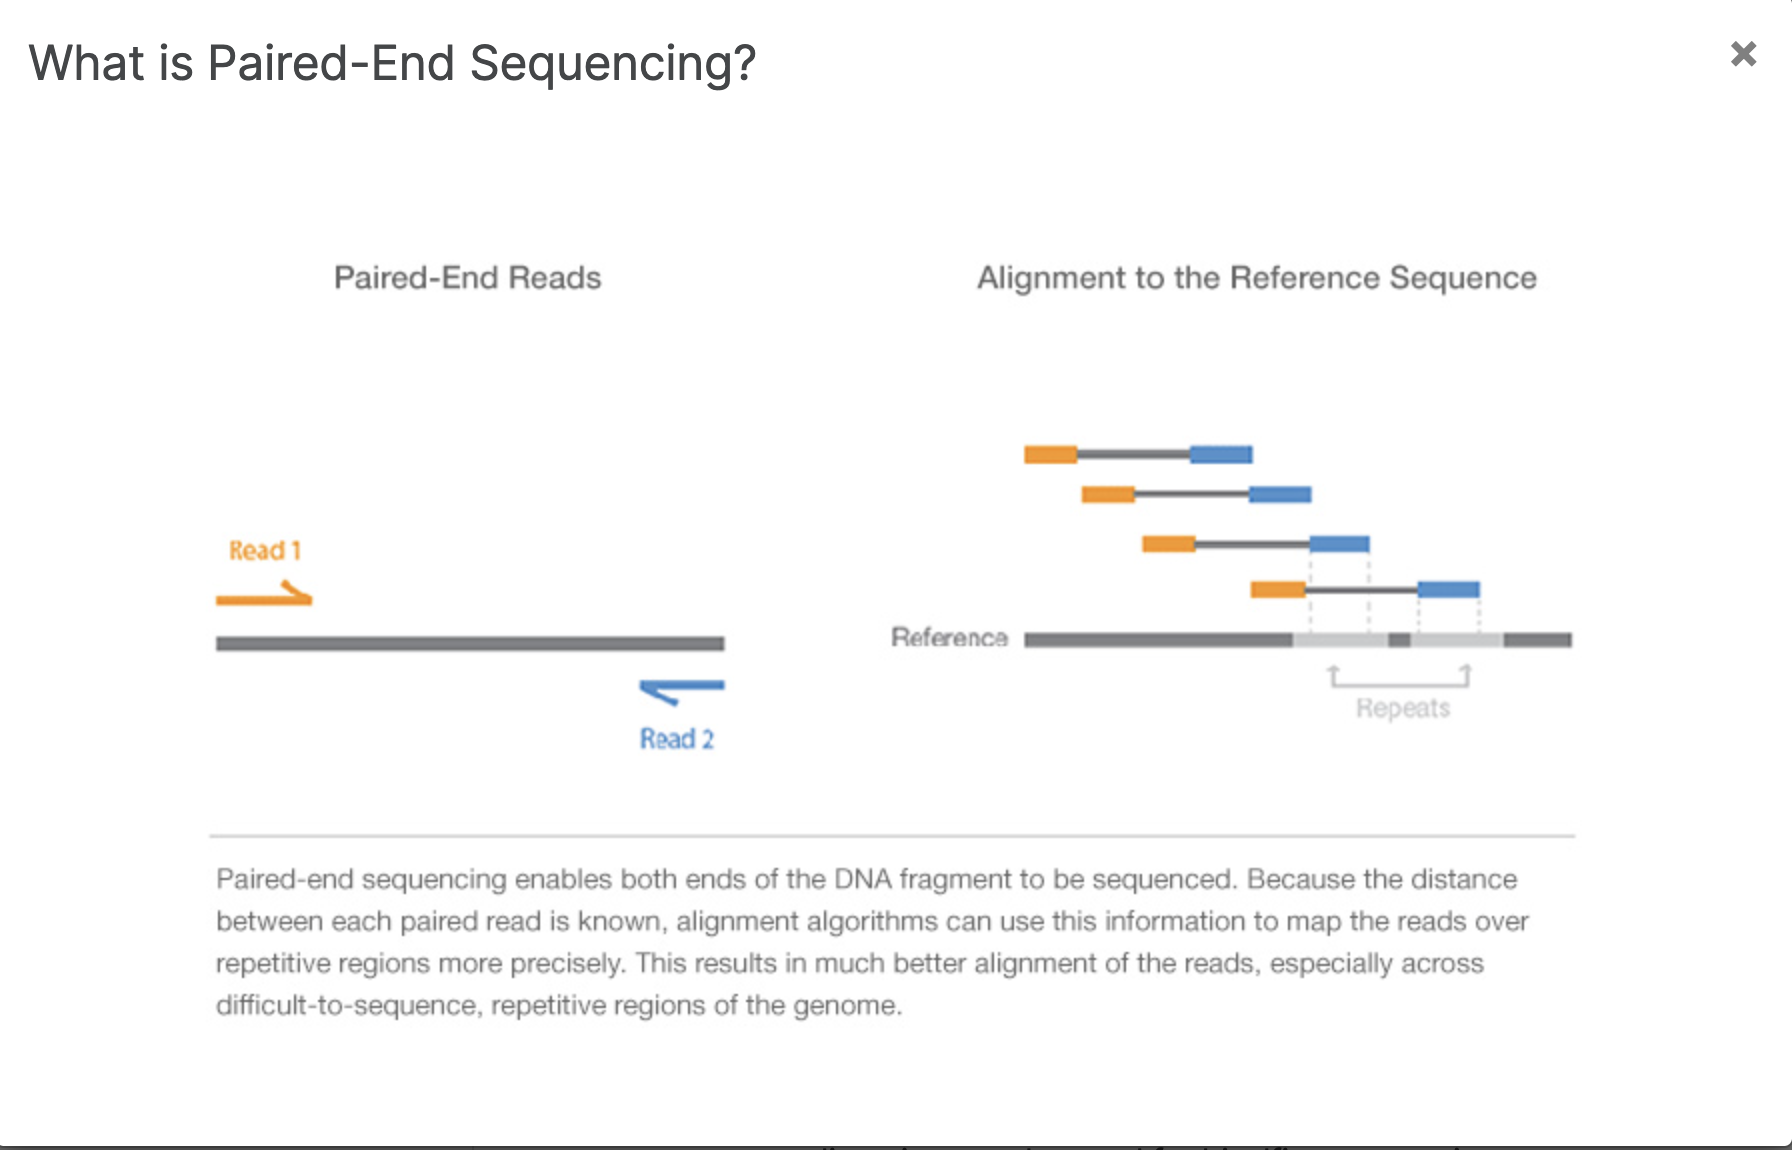 What is Paired-End Sequencing?
×
Paired-End Reads
Alignment to the Reference Sequence
Read 1
Read 2
Reference
Repeats
Paired-end sequencing enables both ends of the DNA fragment to be sequenced. Because the distance
between each paired read is known, alignment algorithms can use this information to map the reads over
repetitive regions more precisely. This results in much better alignment of the reads, especially across
difficult-to-sequence, repetitive regions of the genome.